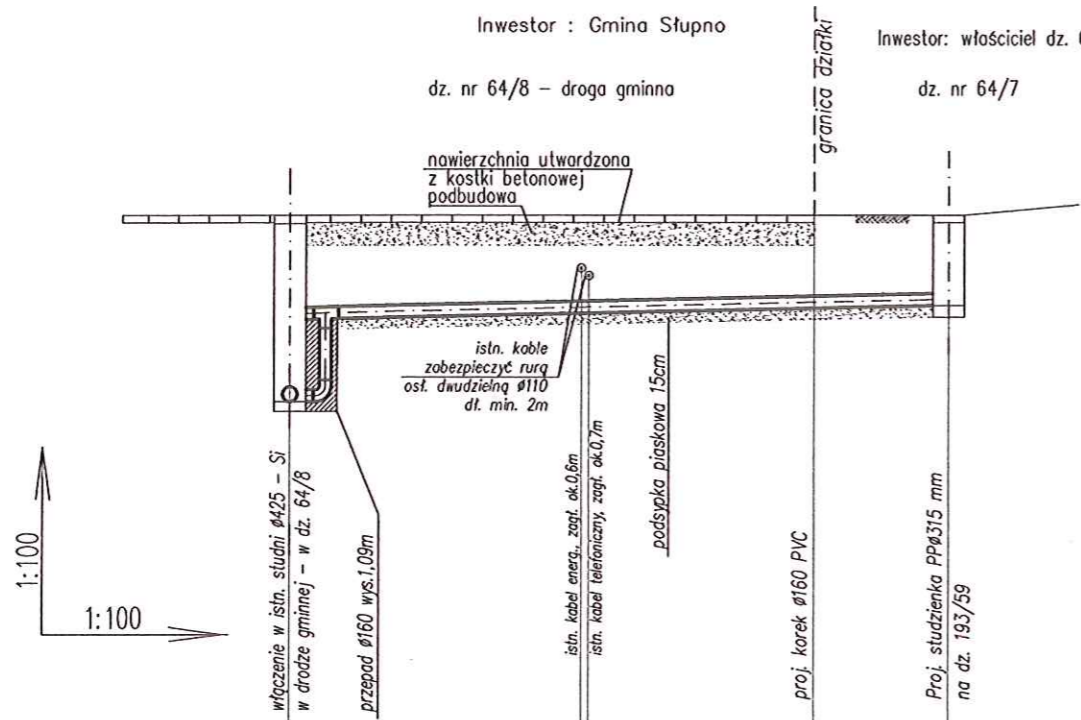 Inwestor : Gmina Słupno
Inwestor: właściciel dz.
dz. nr 64/8 – droga gminna
dz. nr 64/7
granica działki
nawierzchnia utwardzona
z kostki betonowej
podbudowa
istn. kable
zobezpieczyć rurą
osł. dwudzielną ø110
dł. min. 2m
1:100
1:100
włączenie w istn. studni ø425 – Si
w drodze gminnej – w dz. 64/8
przepad ø160 wys.1,09m
istn. kabel energ., zagł. ok.0,6m
istn. kabel telefoniczny, zagł. ok.0,7m
podsypka piaskowa 15cm
proj. korek ø160 PVC
Proj. studzienka PPø315 mm
na dz. 193/59